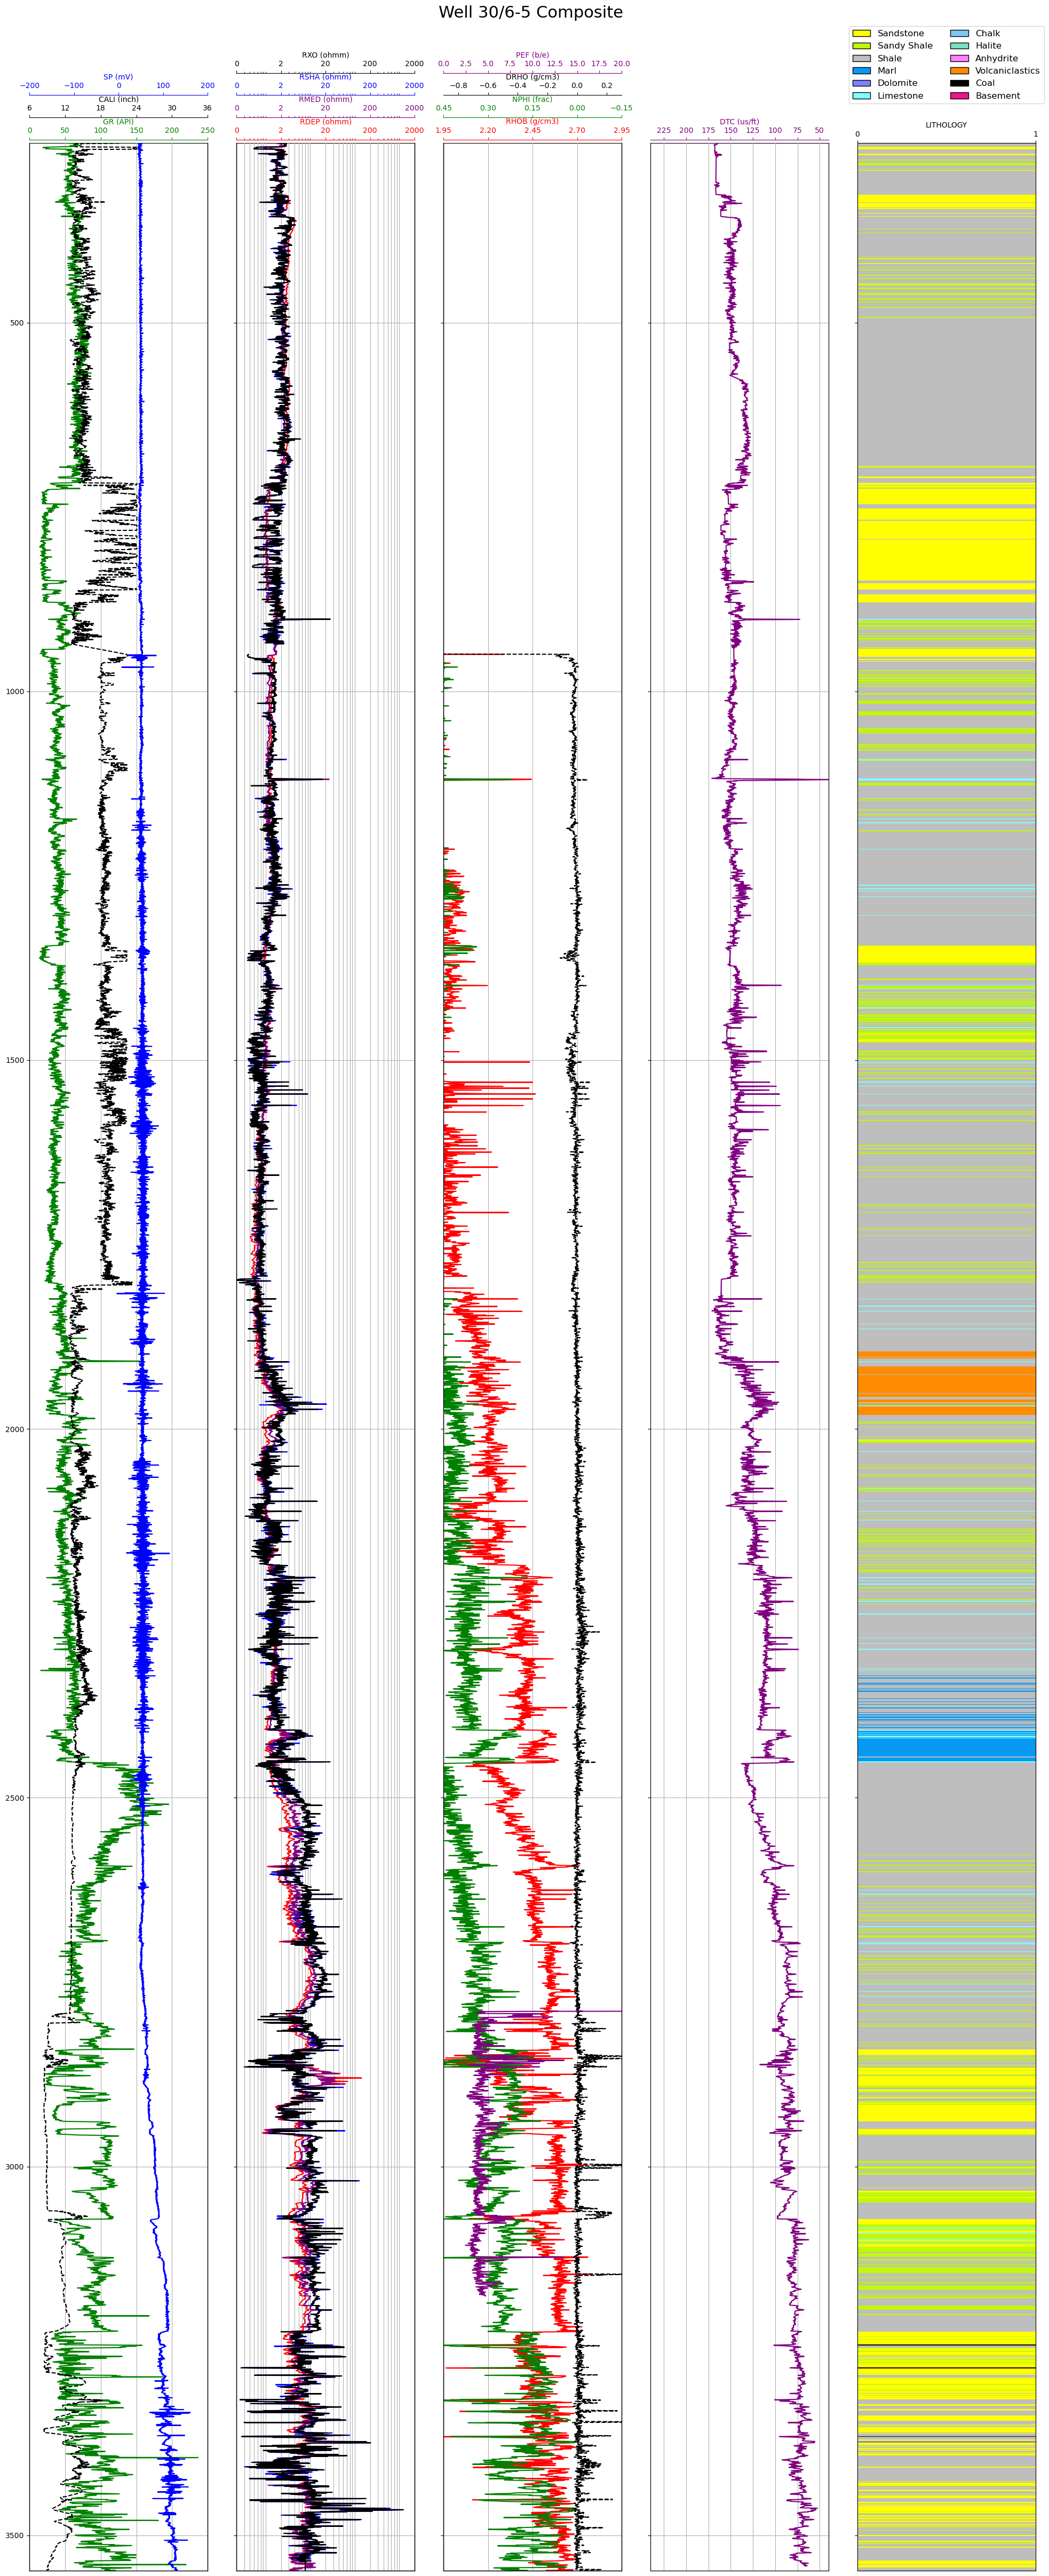 Well 30/6-5 Composite
Sandstone Chalk
Sandy Shale Halite
Shale Anhydrite
Marl Volcaniclastics
Dolomite Coal
Limestone Basement
RXO (ohmm) PEF (b/e)
0 2 20 200 2000 0.0 2.5 5.0 7.5 10.0 12.5 15.0 17.5 20.0
SP (mV) RSHA (ohmm) DRHO (g/cm3)
−200 −100 0 100 200 0 2 20 200 2000 −0.8 −0.6 −0.4 −0.2 0.0 0.2
CALI (inch) RMED (ohmm) NPHI (frac)
6 12 18 24 30 36 0 2 20 200 2000 0.45 0.30 0.15 0.00 −0.15
GR (API) RDEP (ohmm) RHOB (g/cm3) DTC (us/ft) LITHOLOGY
0 50 100 150 200 250 0 2 20 200 2000 1.95 2.20 2.45 2.70 2.95 225 200 175 150 125 100 75 50 0 1
500
1000
1500
2000
2500
3000
3500